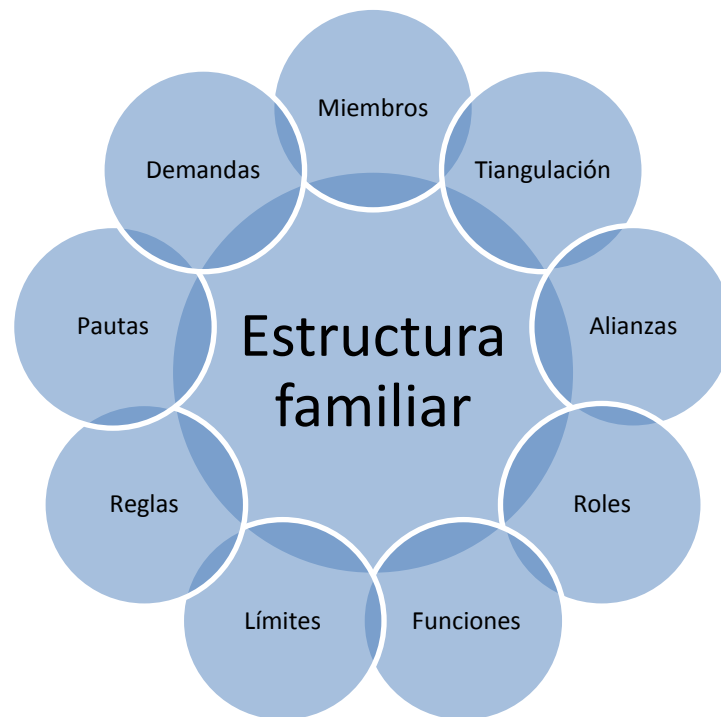 Miembros
Tiangulación
Alianzas
Roles
Funciones
Límites
Reglas
Pautas
Demandas
Estructura
familiar